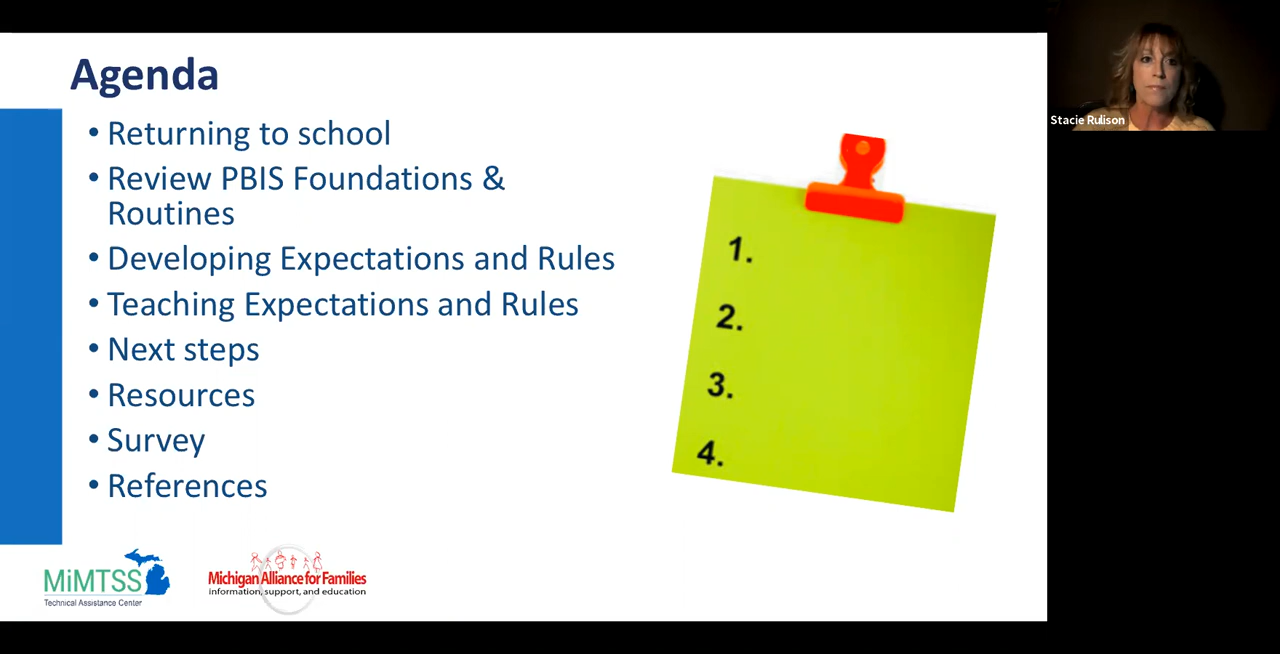 Agenda
• Returning to school
• Review PBIS Foundations &
Routines
• Developing Expectations and Rules
• Teaching Expectations and Rules
• Next steps
• Resources
• Survey
• References
1.
2.
3.
4.
MiMTSS
Technical Assistance Center
Michigan Alliance for Families
information, support, and education
Stacie Rulison